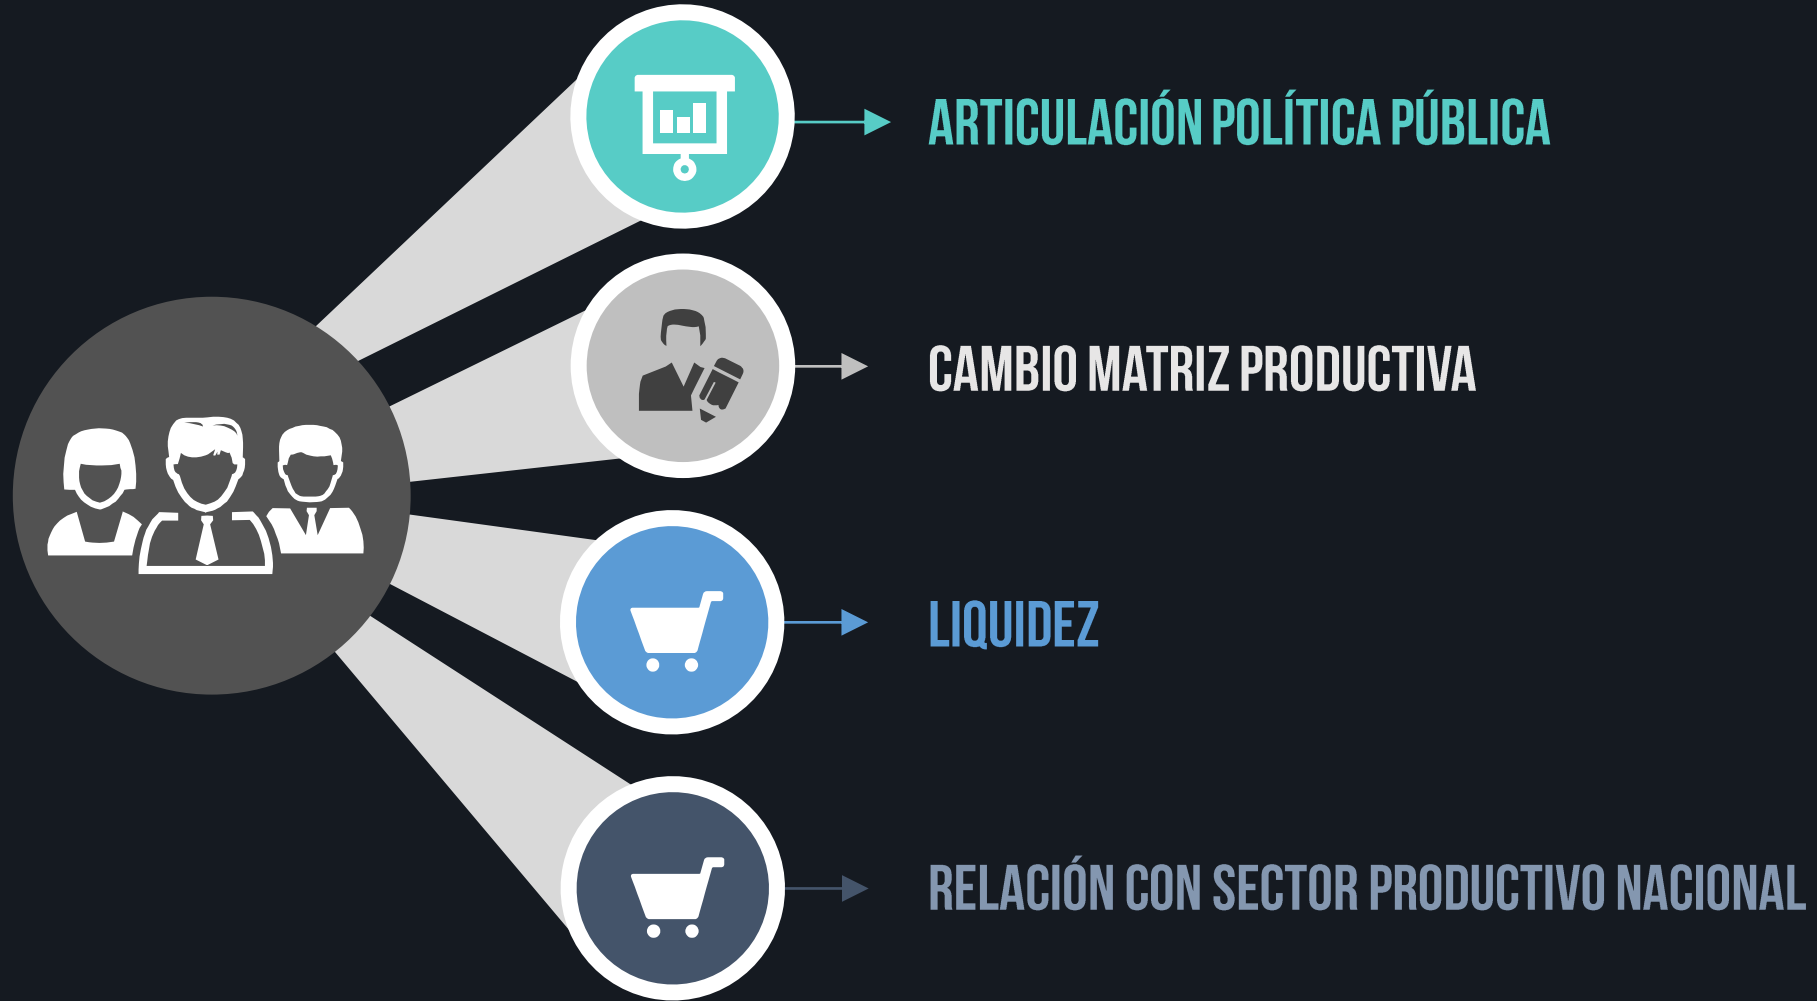 ARTICULACIÓN POLÍTICA PÚBLICA
CAMBIO MATRIZ PRODUCTIVA
LIQUIDEZ
RELACIÓN CON SECTOR PRODUCTIVO NACIONAL